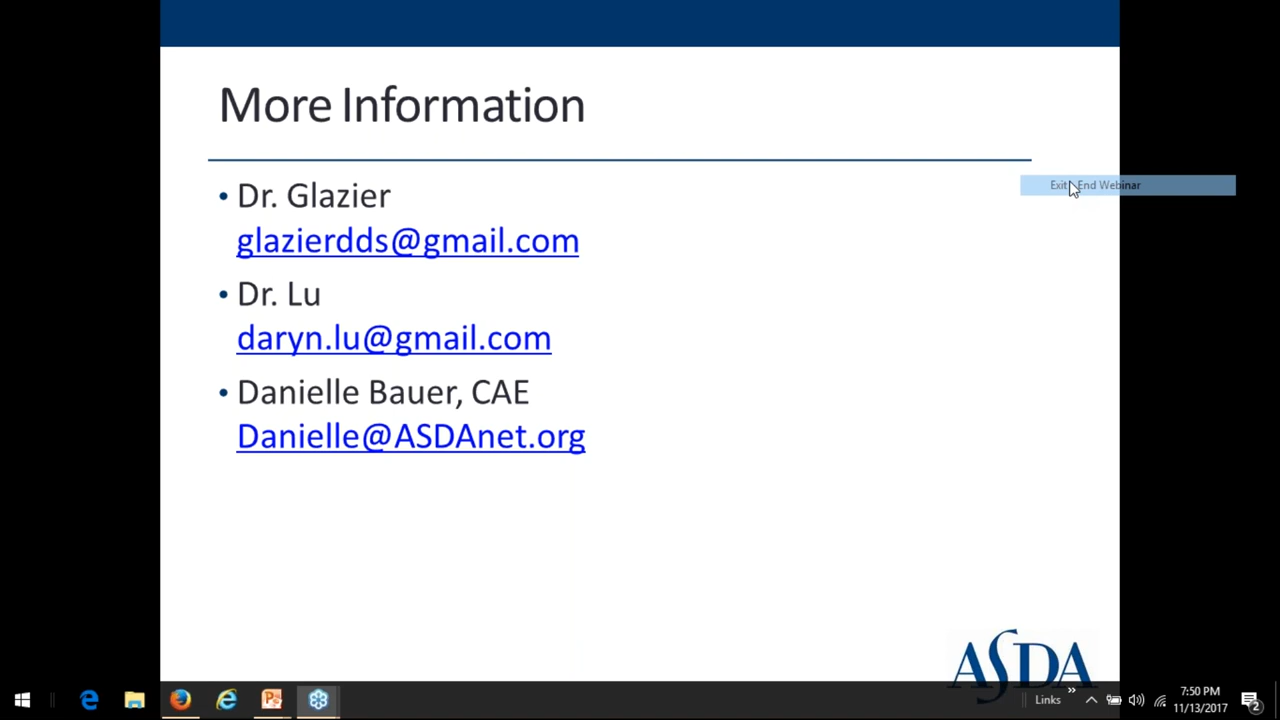 More Information
• Dr. Glazier
glazierdds@gmail.com
• Dr. Lu
daryn.lu@gmail.com
• Danielle Bauer, CAE
Danielle@ASDAnet.org
End Webinar
ASDA
Links
7:50 PM
11/13/2017
2